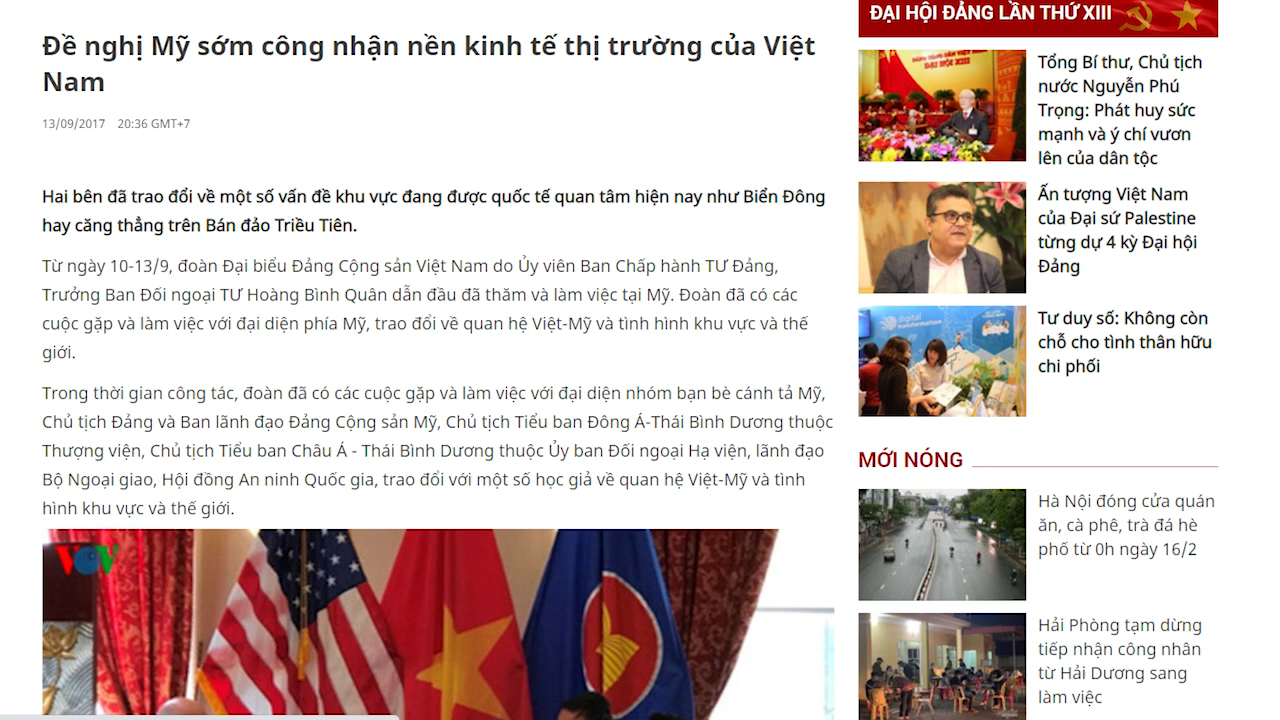 Đề nghị Mỹ sớm công nhận nền kinh tế thị trường của Việt
Nam
13/09/2017 20:36 GMT+7
Hai bên đã trao đổi về một số vấn đề khu vực đang được quốc tế quan tâm hiện nay như Biển Đông
hay căng thẳng trên Bán đảo Triều Tiên.
Từ ngày 10-13/9, đoàn Đại biểu Đảng Cộng sản Việt Nam do Ủy viên Ban Chấp hành TƯ Đảng,
Trưởng Ban Đối ngoại TƯ Hoàng Bình Quân dẫn đầu đã thăm và làm việc tại Mỹ. Đoàn đã có các
cuộc gặp và làm việc với đại diện phía Mỹ, trao đổi về quan hệ Việt-Mỹ và tình hình khu vực và thế
giới.
Trong thời gian công tác, đoàn đã có các cuộc gặp và làm việc với đại diện nhóm bạn bè cánh tả Mỹ,
Chủ tịch Đảng và Ban lãnh đạo Đảng Cộng sản Mỹ, Chủ tịch Tiểu ban Đông Á-Thái Bình Dương thuộc
Thượng viện, Chủ tịch Tiểu ban Châu Á - Thái Bình Dương thuộc Ủy ban Đối ngoại Hạ viện, lãnh đạo
Bộ Ngoại giao, Hội đồng An ninh Quốc gia, trao đổi với một số học giả về quan hệ Việt-Mỹ và tình
hình khu vực và thế giới.
VOV
ĐẠI HỘI ĐẢNG LẦN THỨ XIII
ĐẠI HỘI XIII
Tổng Bí thư, Chủ tịch
nước Nguyễn Phú
Trọng: Phát huy sức
mạnh và ý chí vươn
lên của dân tộc
Ấn tượng Việt Nam
của Đại sứ Palestine
từng dự 4 kỳ Đại hội
Đảng
digital
transformation
Tư duy số: Không còn
chỗ cho tình thân hữu
chi phối
MỚI NÓNG
Hà Nội đóng cửa quán
ăn, cà phê, trà đá hè
phố từ 0h ngày 16/2
Hải Phòng tạm dừng
tiếp nhận công nhân
từ Hải Dương sang
làm việc